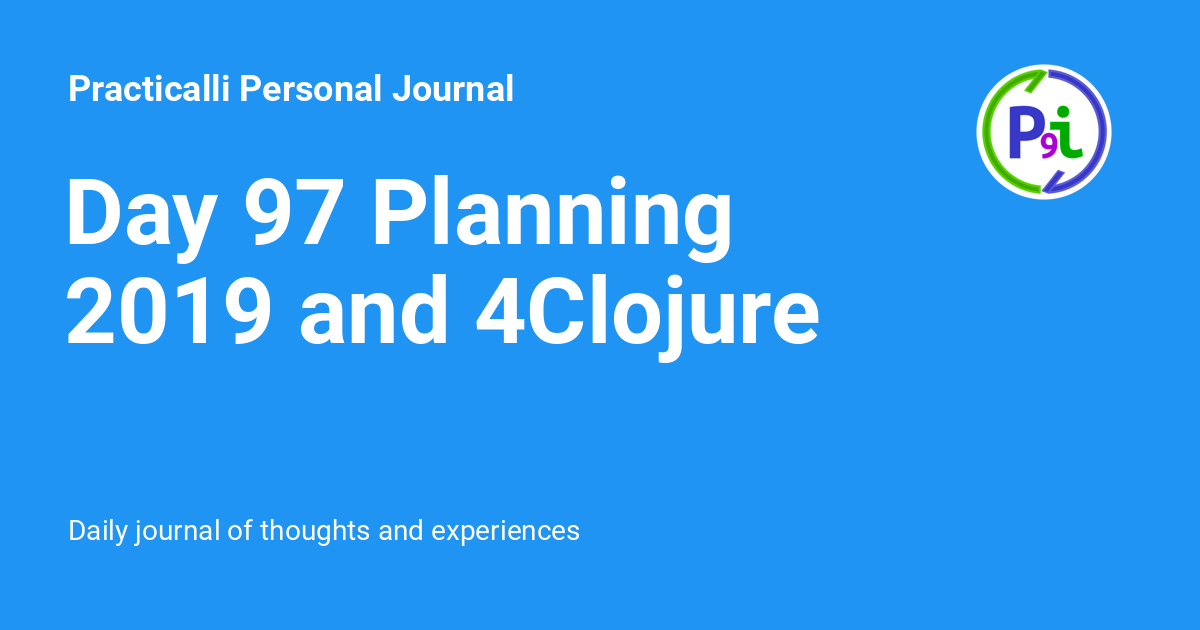 Practicalli Personal Journal
P9i
Day 97 Planning
2019 and 4Clojure
Daily journal of thoughts and experiences